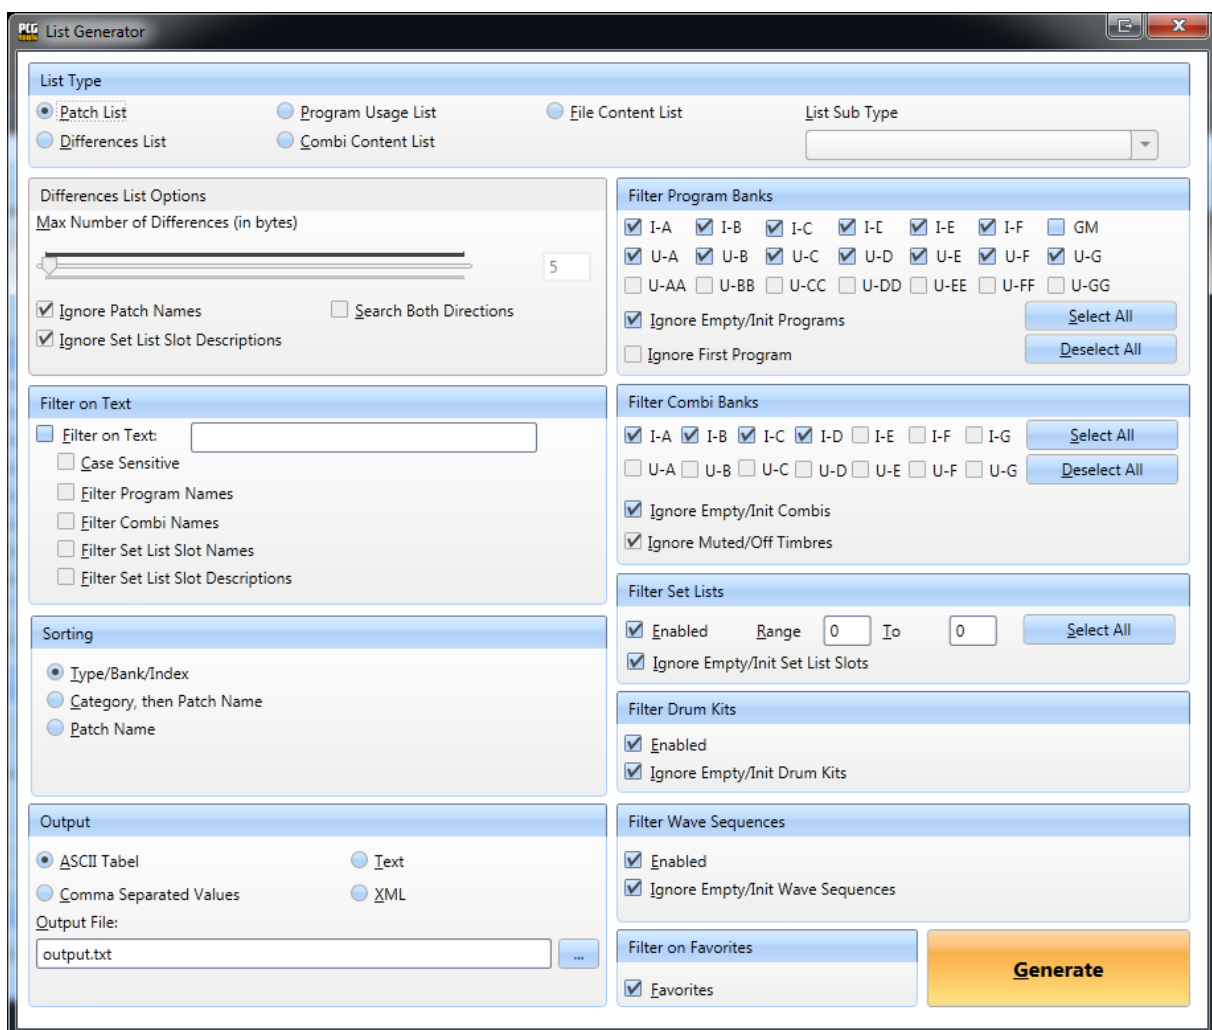 PCG Tools List Generator
List Type
Patch List Program Usage List File Content List List Sub Type
Differences List Combi Content List
Differences List Options
Max Number of Differences (in bytes)
5
Ignore Patch Names Search Both Directions
Ignore Set List Slot Descriptions
Filter on Text
Filter on Text:
Case Sensitive
Filter Program Names
Filter Combi Names
Filter Set List Slot Names
Filter Set List Slot Descriptions
Sorting
Type/Bank/Index
Category, then Patch Name
Patch Name
Output
ASCII Tabel Text
Comma Separated Values XML
Output File:
output.txt ...
Filter Program Banks
I-A I-B I-C I-D I-E I-F GM
U-A U-B U-C U-D U-E U-F U-G
U-AA U-BB U-CC U-DD U-EE U-FF U-GG
Ignore Empty/Init Programs Select All
Ignore First Program Deselect All
Filter Combi Banks
I-A I-B I-C I-D I-E I-F I-G Select All
U-A U-B U-C U-D U-E U-F U-G Deselect All
Ignore Empty/Init Combis
Ignore Muted/Off Timbres
Filter Set Lists
Enabled Range 0 To 0 Select All
Ignore Empty/Init Set List Slots
Filter Drum Kits
Enabled
Ignore Empty/Init Drum Kits
Filter Wave Sequences
Enabled
Ignore Empty/Init Wave Sequences
Filter on Favorites
Favorites
Generate